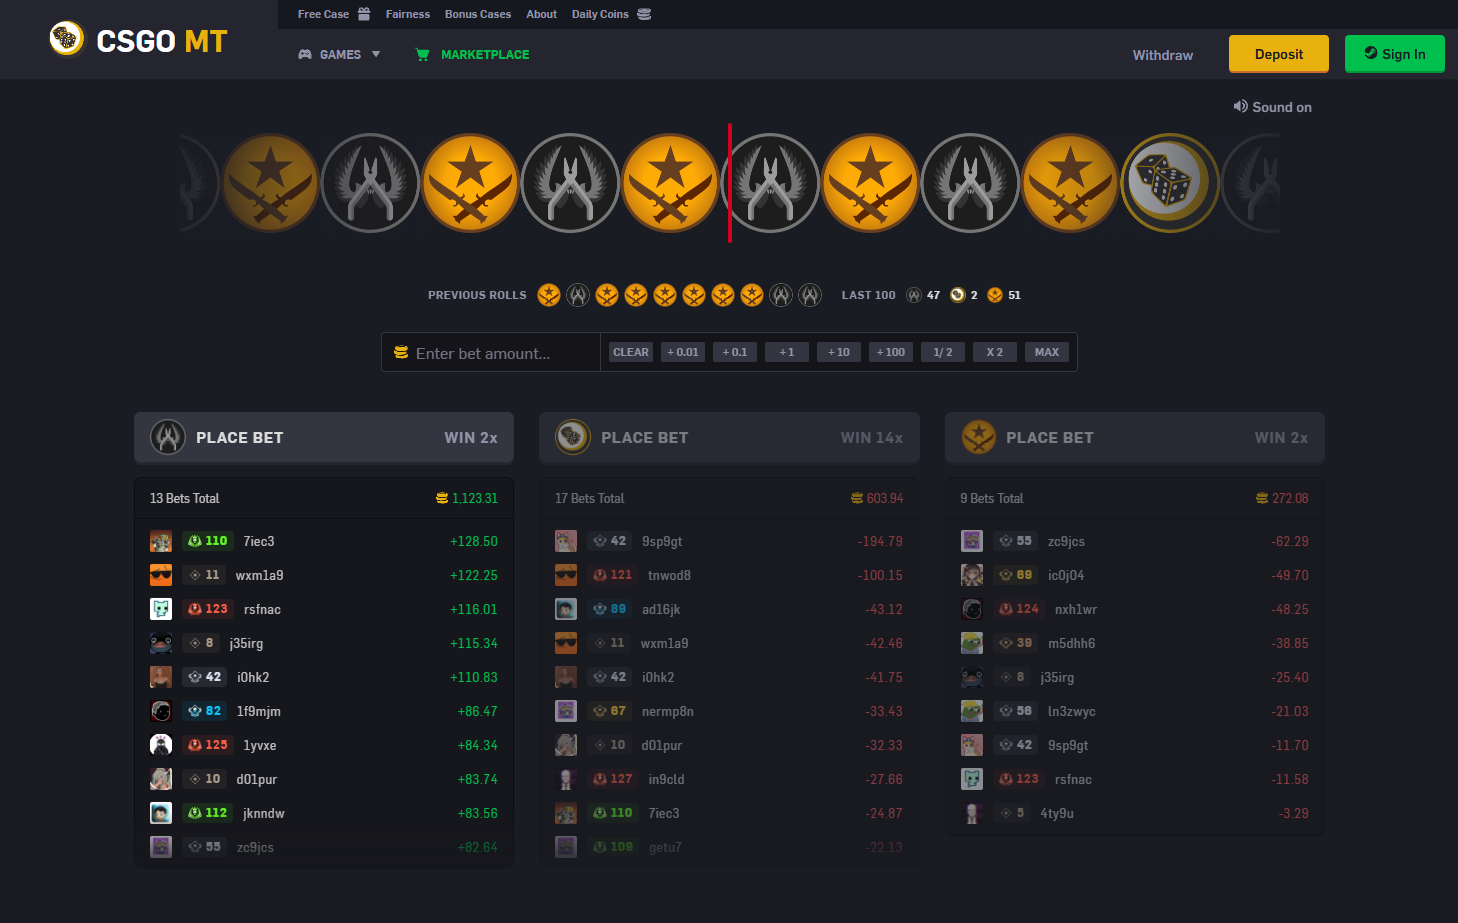 Free Case Fairness Bonus Cases About Daily Coins
CSGO MT
GAMES MARKETPLACE Withdraw Deposit Sign In
Sound on
PREVIOUS ROLLS LAST 100 47 2 51
Enter bet amount... CLEAR + 0.01 + 0.1 + 1 + 10 + 100 1/ 2 X 2 MAX
PLACE BET WIN 2x
13 Bets Total 1,123.31
110 7iec3 +128.50
11 wxm1a9 +122.25
123 rsfnac +116.01
8 j35irg +115.34
42 i0hk2 +110.83
82 1f9mjm +86.47
125 1yvxe +84.34
10 d01pur +83.74
112 jknndw +83.56
55 zc9jcs +82.64
PLACE BET WIN 14x
17 Bets Total 603.94
42 9sp9gt -194.79
121 tnwod8 -100.15
89 ad16jk -43.12
11 wxm1a9 -42.46
42 i0hk2 -41.75
67 nermp8n -33.43
10 d01pur -32.33
127 in9cld -27.66
110 7iec3 -24.87
109 getu7 -22.13
PLACE BET WIN 2x
9 Bets Total 272.08
55 zc9jcs -62.29
69 ic0j04 -49.70
124 nxh1wr -48.25
39 m5dhh6 -38.85
8 j35irg -25.40
56 ln3zwyc -21.03
42 9sp9gt -11.70
123 rsfnac -11.58
5 4ty9u -3.29